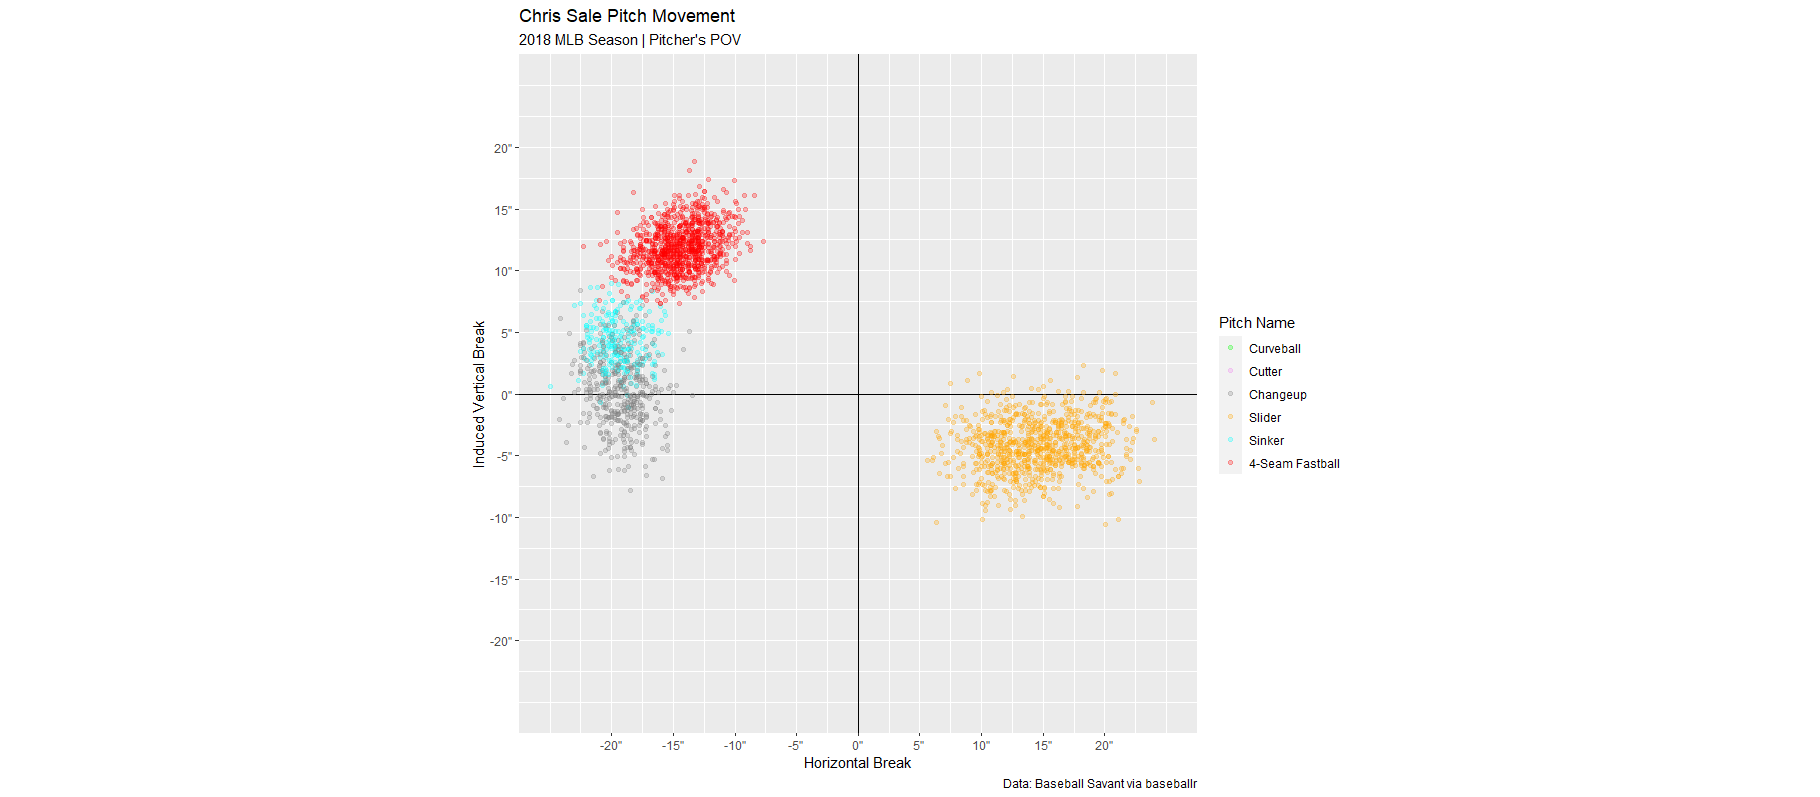 Chris Sale Pitch Movement
2018 MLB Season | Pitcher's POV
Induced Vertical Break
20"
15"
10"
5"
0"
-5"
-10"
-15"
-20"
-20" -15" -10" -5" 0" 5" 10" 15" 20"
Horizontal Break
Pitch Name
Curveball
Cutter
Changeup
Slider
Sinker
4-Seam Fastball
Data: Baseball Savant via baseballr